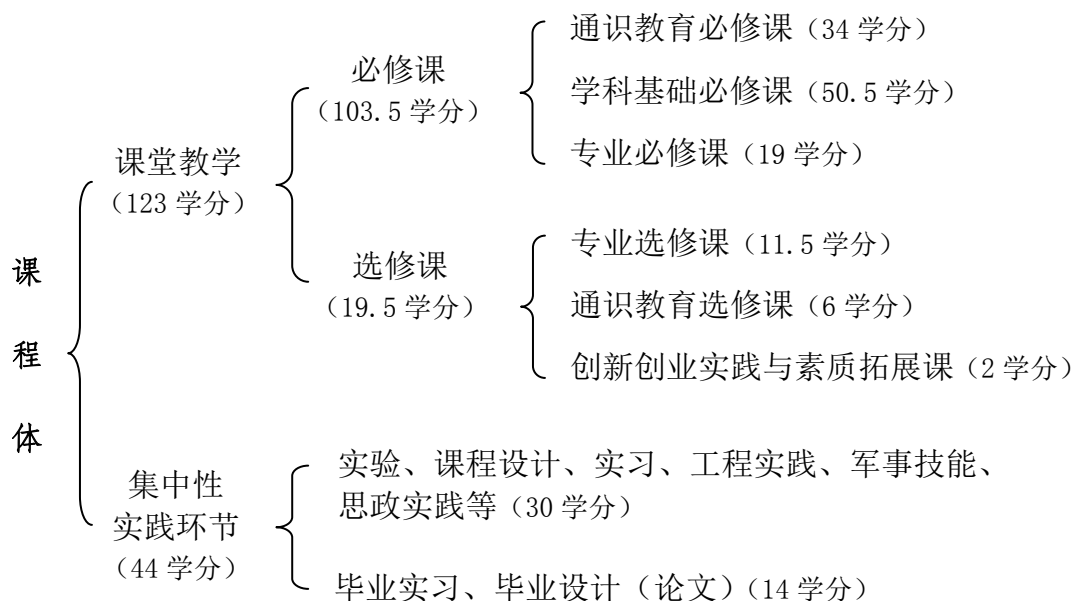 课
程
体
课堂教学
（123 学分）
必修课
（103.5 学分）
通识教育必修课（34 学分）
学科基础必修课（50.5 学分）
专业必修课（19 学分）
选修课
（19.5 学分）
专业选修课（11.5 学分）
通识教育选修课（6 学分）
创新创业实践与素质拓展课（2 学分）
集中性
实践环节
（44 学分）
实验、课程设计、实习、工程实践、军事技能、
思政实践等（30 学分）
毕业实习、毕业设计（论文）（14 学分）